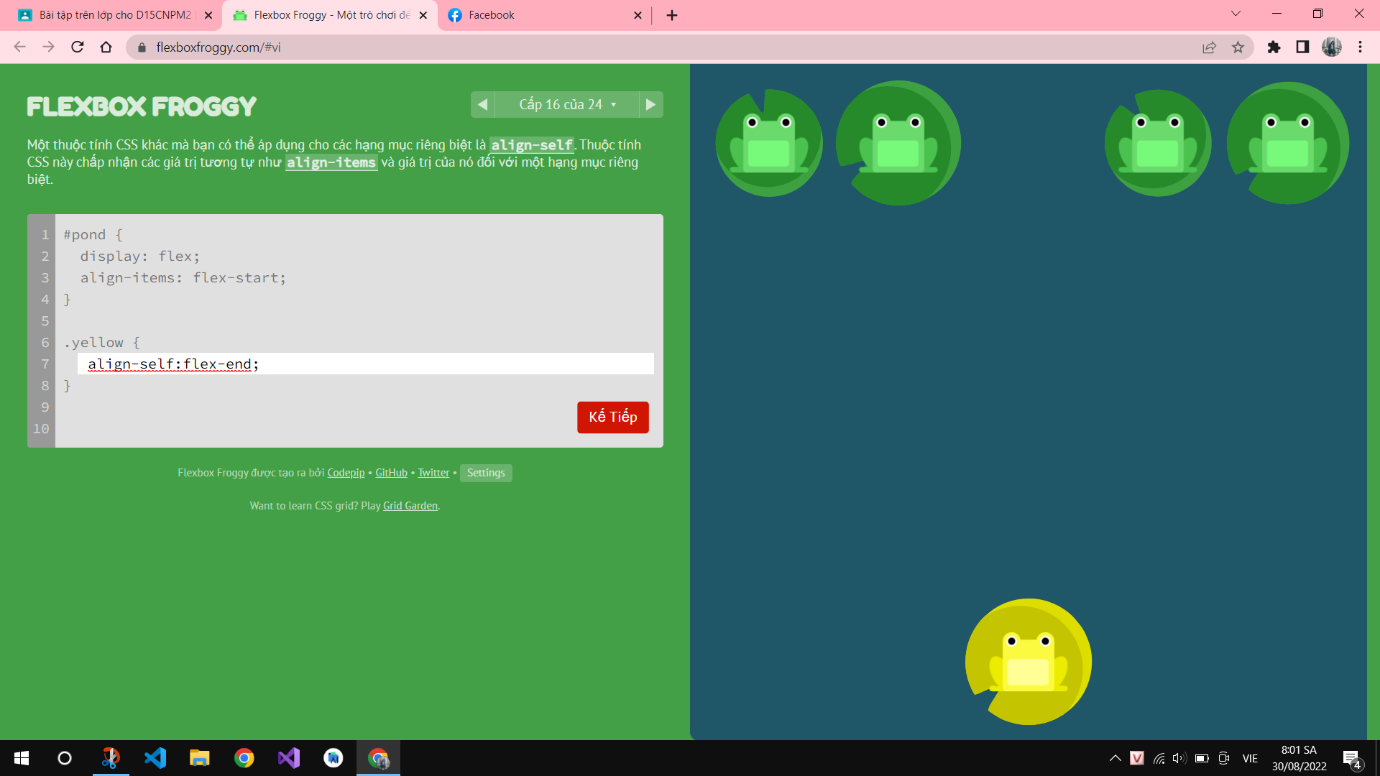 Bài tập trên lớp cho D15CNPM2
Flexbox Froggy - Một trò chơi để
Facebook
flexboxfroggy.com/#vi
FLEXBOX FROGGY
Cấp 16 của 24
Một thuộc tính CSS khác mà bạn có thể áp dụng cho các hạng mục riêng biệt là align-self. Thuộc tính
CSS này chấp nhận các giá trị tương tự như align-items và giá trị của nó đối với một hạng mục riêng
biệt.
1 #pond {
2 display: flex;
3 align-items: flex-start;
4 }
5
6 .yellow {
7 align-self:flex-end;
8 }
9
10
Kế Tiếp
Flexbox Froggy được tạo ra bởi Codepip • GitHub • Twitter • Settings
Want to learn CSS grid? Play Grid Garden.
VIE
8:01 SA
30/08/2022
4